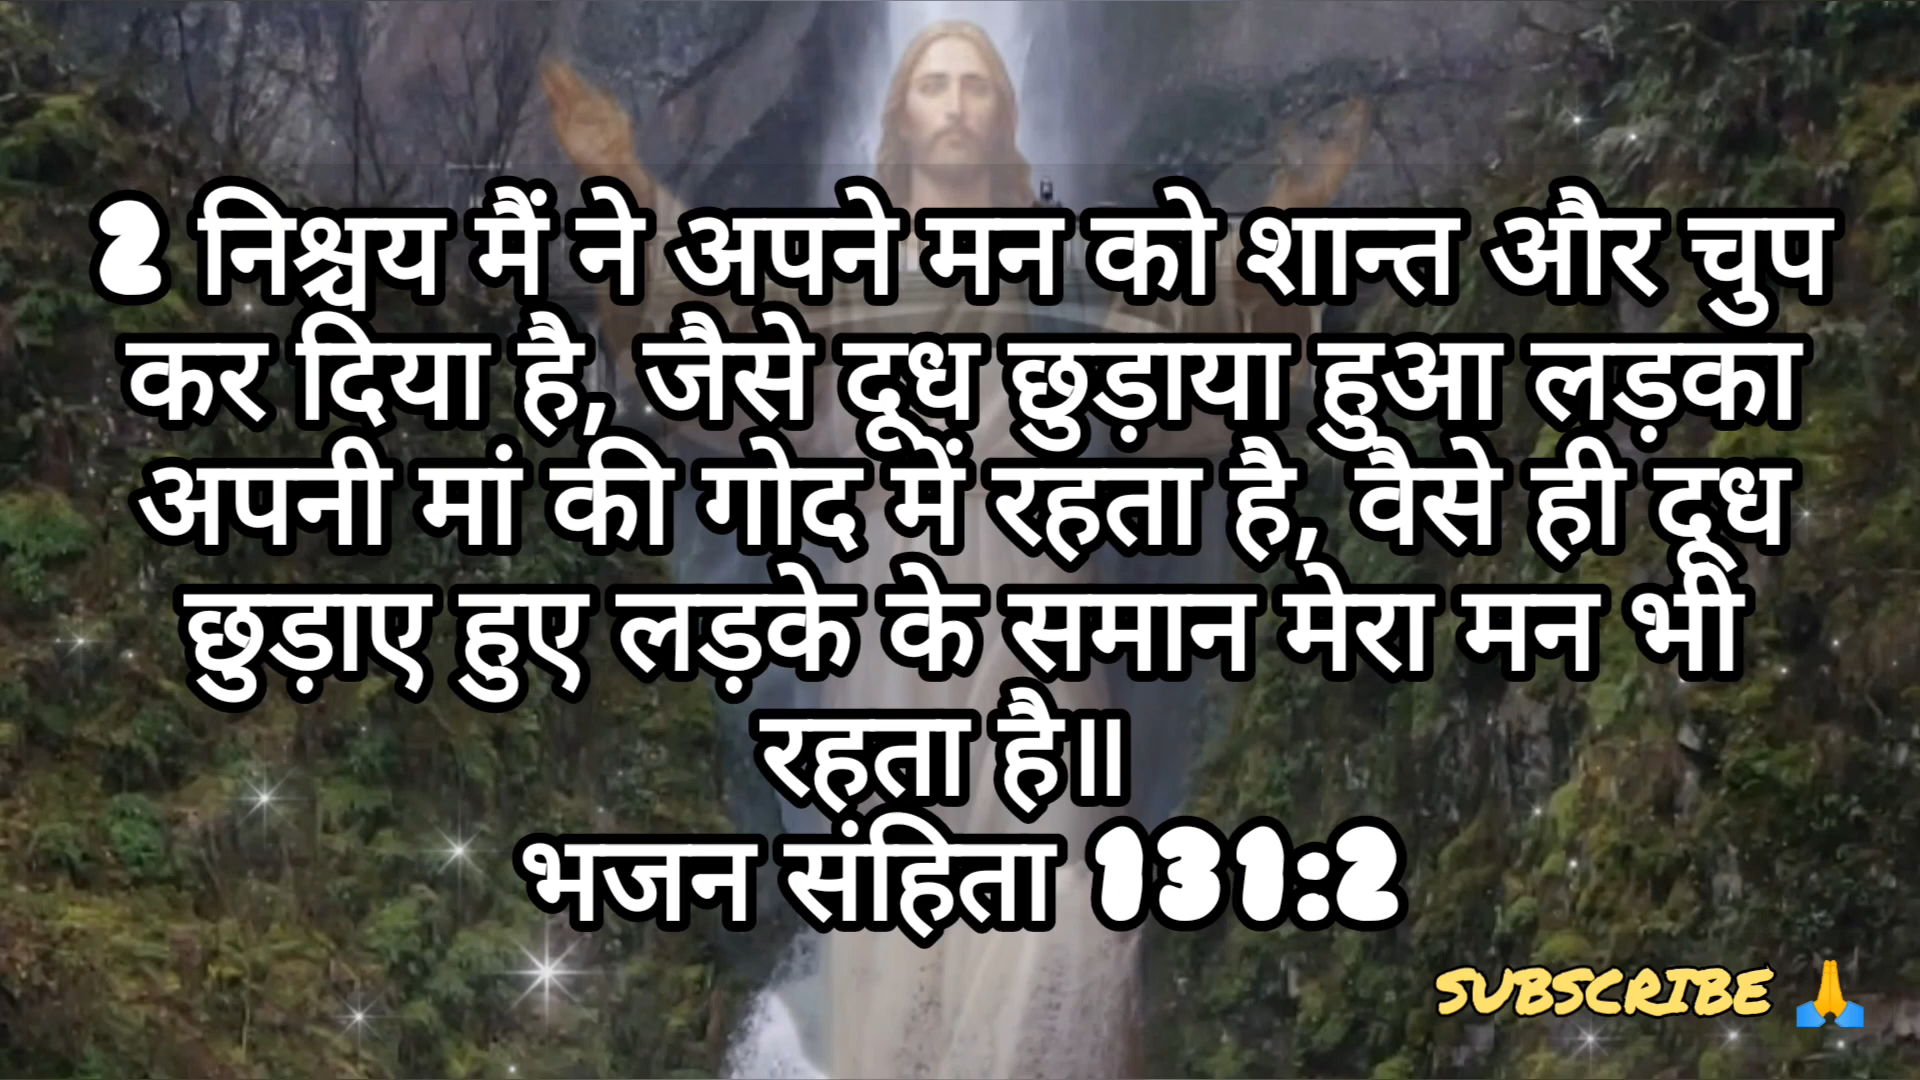 2 निश्चय मैं ने अपने मन को शान्त और चुप
कर दिया है, जैसे दूध छुड़ाया हुआ लड़का
अपनी मां की गोद में रहता है, वैसे ही दूध
छुड़ाए हुए लड़के के समान मेरा मन भी
रहता है॥
भजन संहिता 131:2
SUBSCRIBE 🙏